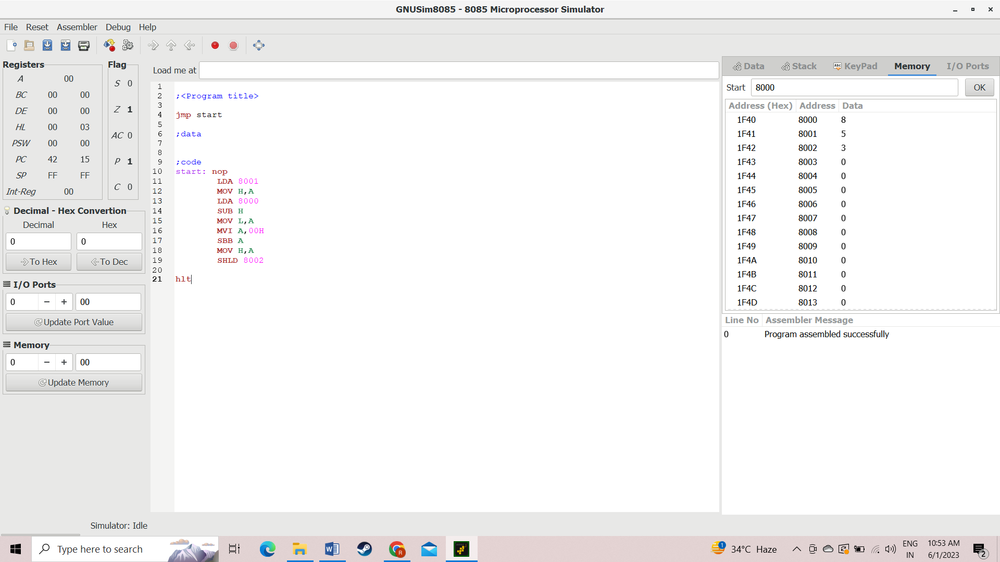 GNUSim8085 - 8085 Microprocessor Simulator
File Reset Assembler Debug Help
Registers
A 00
BC 00 00
DE 00 00
HL 00 03
PSW 00 00
PC 42 15
SP FF FF
Int-Reg 00
Flag
S 0
Z 1
AC 0
P 1
C 0
Decimal - Hex Convertion
Decimal Hex
0 0
To Hex To Dec
I/O Ports
0 − + 00
Update Port Value
Memory
0 − + 00
Update Memory
Load me at
1
2 ;<Program title>
3
4 jmp start
5
6 ;data
7
8
9 ;code
10 start: nop
11 LDA 8001
12 MOV H,A
13 LDA 8000
14 SUB H
15 MOV L,A
16 MVI A,00H
17 SBB A
18 MOV H,A
19 SHLD 8002
20
21 hlt
Data Stack Abc KeyPad Memory I/O Ports
Start 8000 OK
Address (Hex) Address Data
1F40 8000 8
1F41 8001 5
1F42 8002 3
1F43 8003 0
1F44 8004 0
1F45 8005 0
1F46 8006 0
1F47 8007 0
1F48 8008 0
1F49 8009 0
1F4A 8010 0
1F4B 8011 0
1F4C 8012 0
1F4D 8013 0
Line No Assembler Message
0 Program assembled successfully
Simulator: Idle
Type here to search
W
R
1
34°C Haze
ENG
IN
10:53 AM
6/1/2023
2